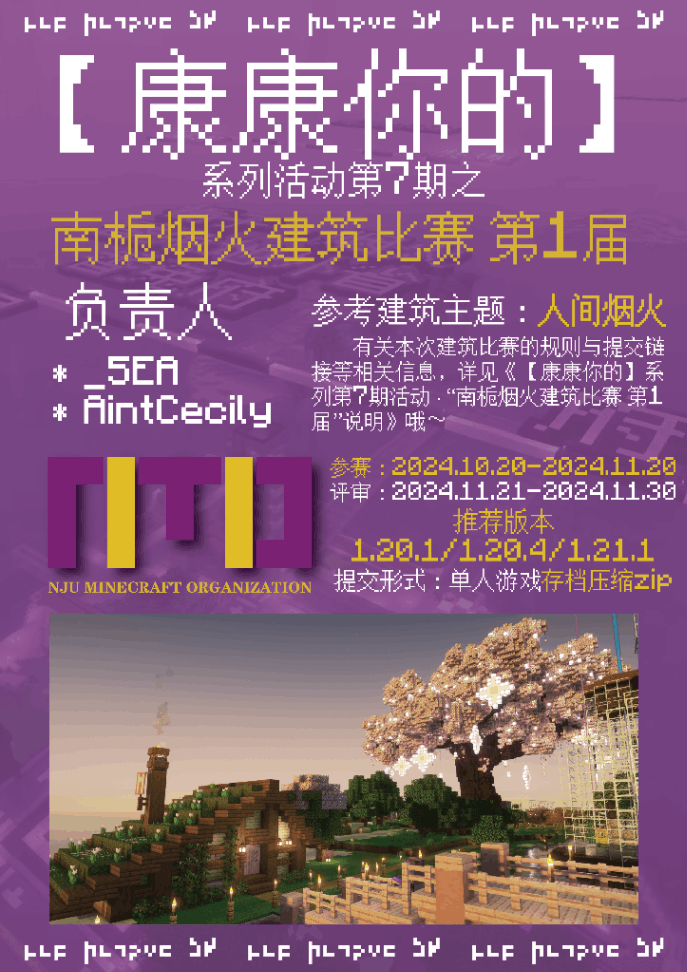 【康康你的】
系列活动第7期之
南栀烟火建筑比赛 第1届
负责人
* _5EA
* AintCecily
参考建筑主题：人间烟火
有关本次建筑比赛的规则与提交链
接等相关信息，详见《【康康你的】系
列第7期活动 · “南栀烟火建筑比赛 第1
届”说明》哦～
NJU MINECRAFT ORGANIZATION
参赛：2024.10.20-2024.11.20
评审：2024.11.21-2024.11.30
推荐版本
1.20.1/1.20.4/1.21.1
提交形式：单人游戏存档压缩zip